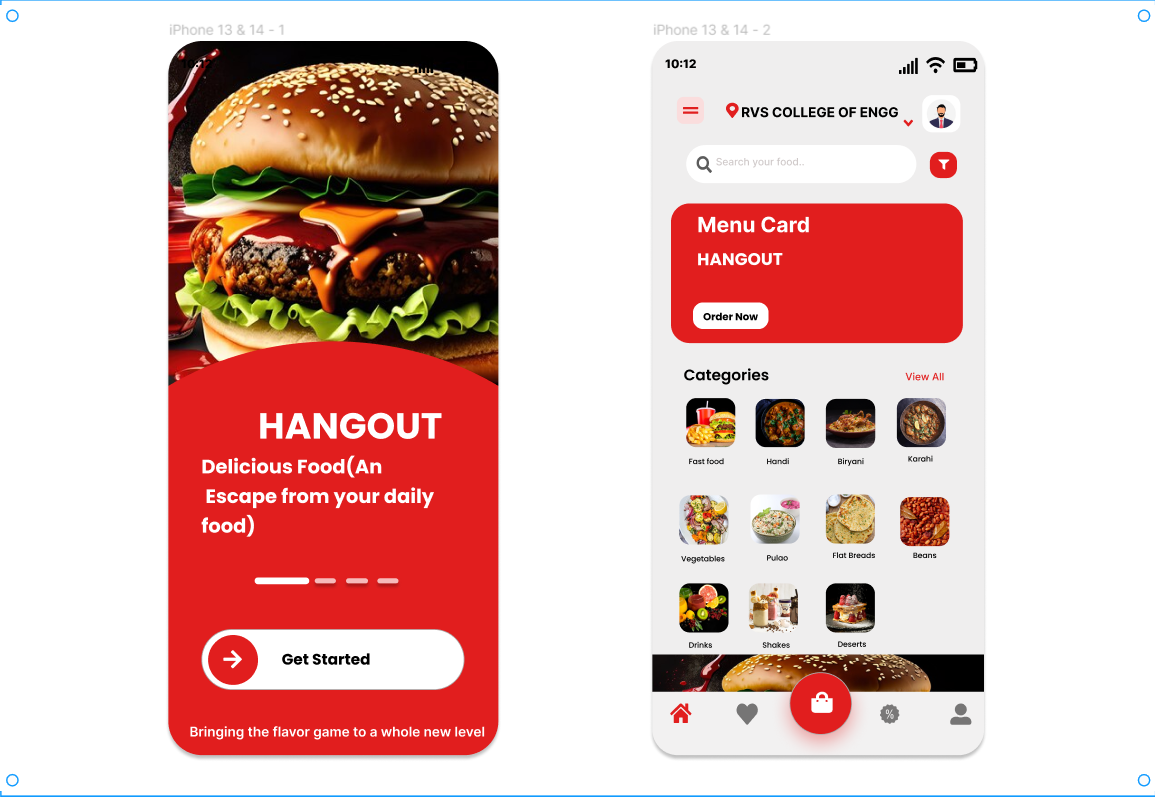 iPhone 13 & 14 - 1
HANGOUT
Delicious Food(An
Escape from your daily
food)
Get Started
Bringing the flavor game to a whole new level
iPhone 13 & 14 - 2
10:12
RVS COLLEGE OF ENGG
Search your food..
Menu Card
HANGOUT
Order Now
Categories
View All
Fast food
Handi
Biryani
Karahi
Vegetables
Pulao
Flat Breads
Beans
Drinks
Shakes
Deserts
%